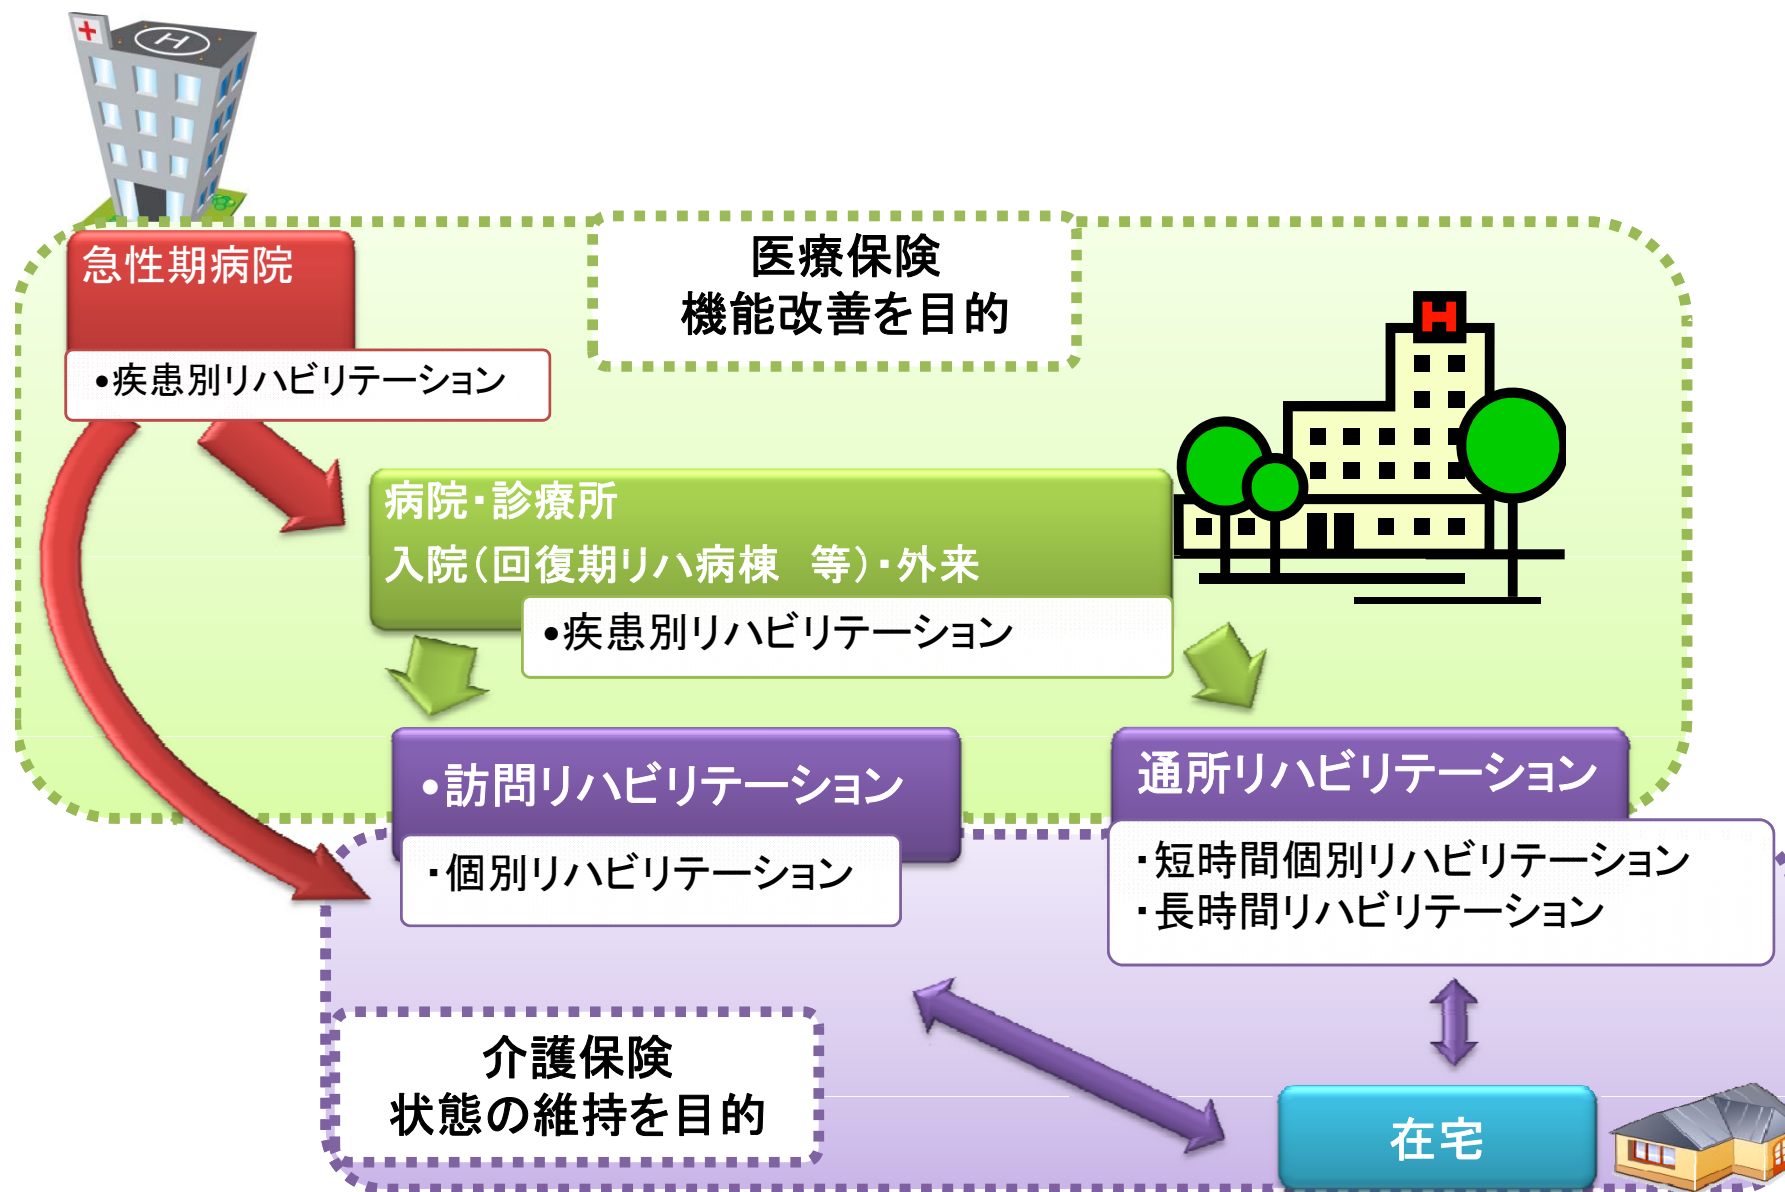 H
急性期病院
•疾患別リハビリテーション
医療保険
機能改善を目的
H
病院・診療所
入院（回復期リハ病棟　等）・外来
•疾患別リハビリテーション
•訪問リハビリテーション
・個別リハビリテーション
通所リハビリテーション
・短時間個別リハビリテーション
・長時間リハビリテーション
介護保険
状態の維持を目的
在宅